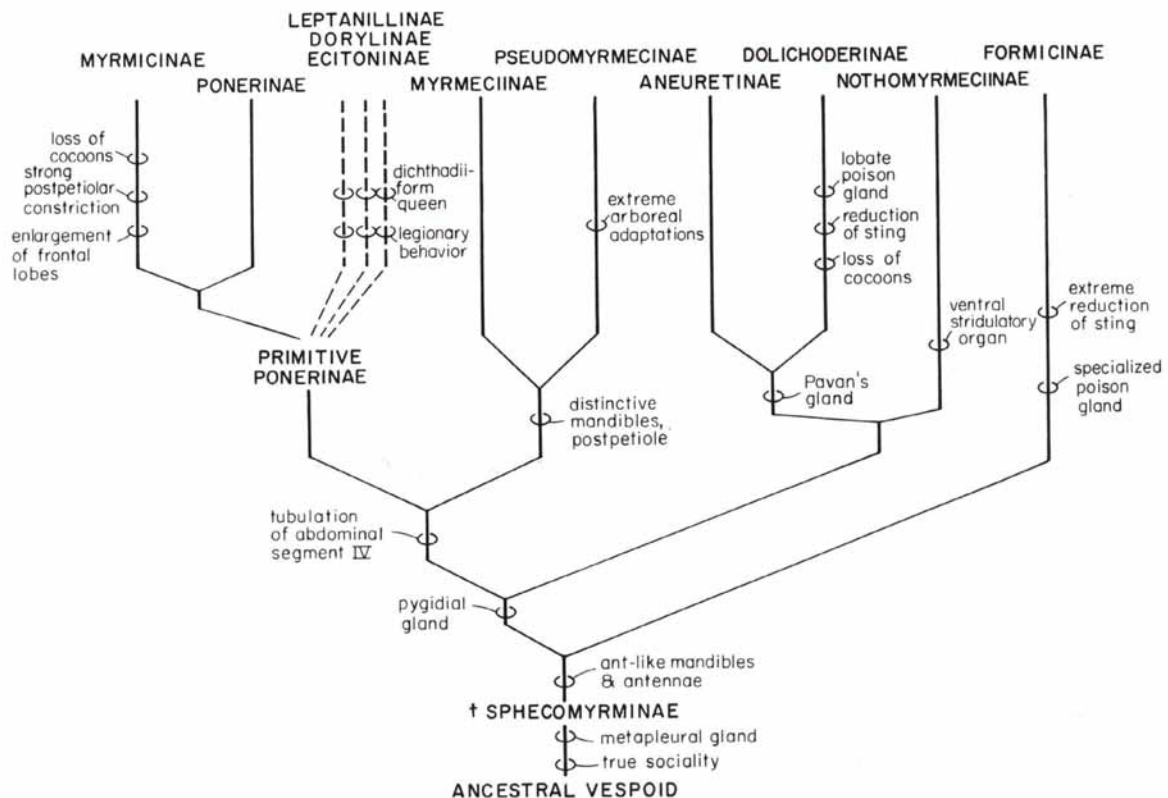 LEPTANILLINAE
DORYLINAE
ECITONINAE
MYRMICINAE
PSEUDOMYRMECINAE
DOLICHODERINAE
FORMICINAE
PONERINAE
MYRMECIINAE
ANEURETINAE
NOTHOMYRMECIINAE
loss of
cocoons
strong
postpetiolar
constriction
enlargement
of frontal
lobes
dichthadii-
form
queen
legionary
behavior
extreme
arboreal
adaptations
lobate
poison
gland
reduction
of sting
loss of
cocoons
ventral
stridulatory
organ
extreme
reduction
of sting
specialized
poison
gland
PRIMITIVE
PONERINAE
Pavan's
gland
distinctive
mandibles,
postpetiole
tubulation
of abdominal
segment IV
pygidial
gland
ant-like mandibles
& antennae
† SPHECOMYRMINAE
metapleural gland
true sociality
ANCESTRAL VESPOID